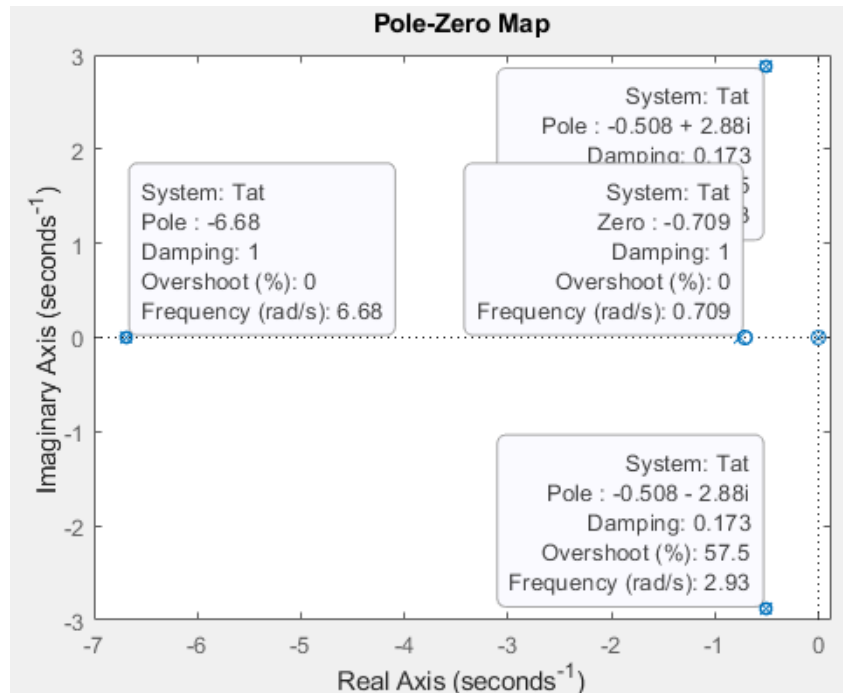 Pole-Zero Map
3
2
1
0
-1
-2
-3
Imaginary Axis (seconds-1)
System: Tat
Pole : -0.508 + 2.88i
Damping: 0.173
System: Tat
Pole : -6.68
Damping: 1
Overshoot (%): 0
Frequency (rad/s): 6.68
System: Tat
Zero : -0.709
Damping: 1
Overshoot (%): 0
Frequency (rad/s): 0.709
System: Tat
Pole : -0.508 - 2.88i
Damping: 0.173
Overshoot (%): 57.5
Frequency (rad/s): 2.93
-7 -6 -5 -4 -3 -2 -1 0
Real Axis (seconds-1)